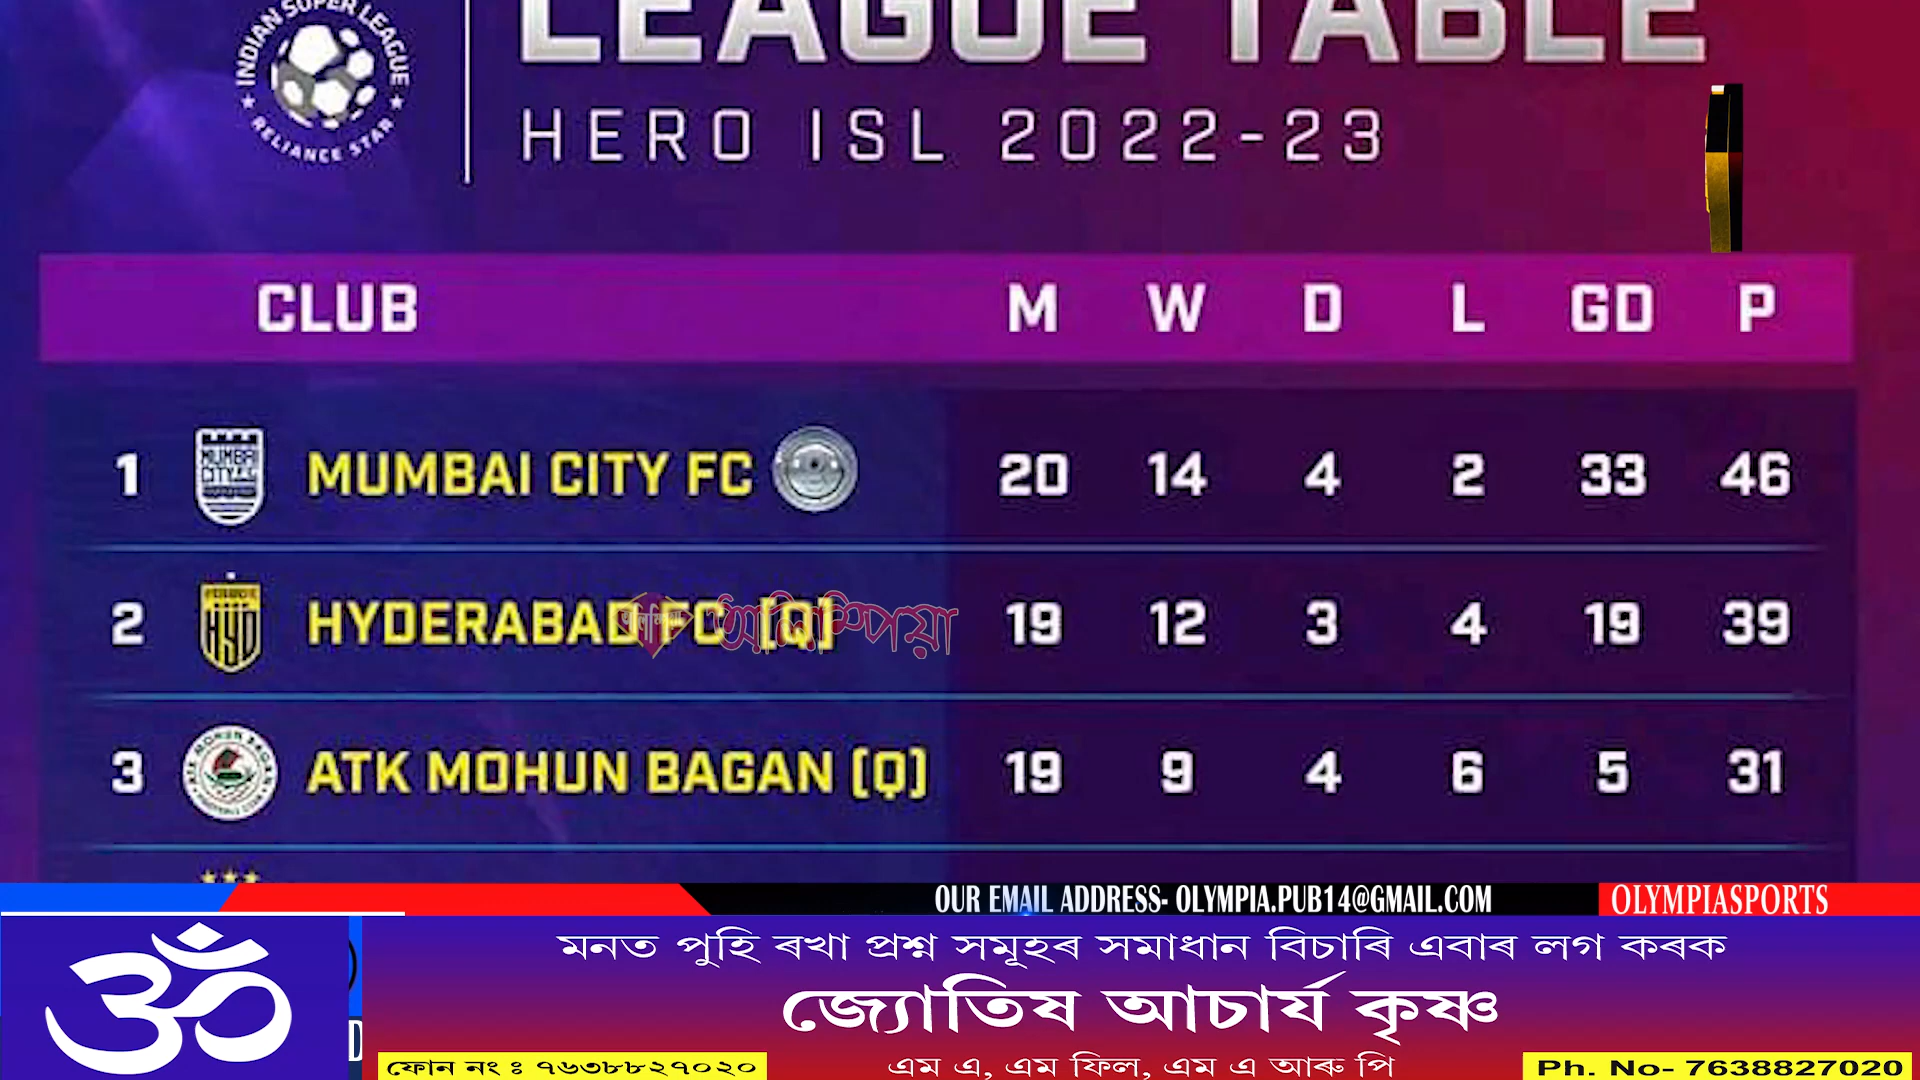 INDIAN SUPER LEAGUE
RELIANCE STAR
LEAGUE TABLE
HERO ISL 2022-23
CLUB M W D L GD P
1 MUMBAI CITY FC 20 14 4 2 33 46
2 HYDERABAD FC (Q) 19 12 3 4 19 39
অলিম্পিয়া
3 ATK MOHUN BAGAN (Q) 19 9 4 6 5 31
OUR EMAIL ADDRESS- OLYMPIA.PUB14@GMAIL.COM OLYMPIASPORTS
ॐ
মনত পুহি ৰখা প্ৰশ্ন সমূহৰ সমাধান বিচাৰি এবাৰ লগ কৰক
জ্যোতিষ আচাৰ্য কৃষ্ণ
ফোন নং ঃ ৭৬৩৮৮২৭০২০ এম এ, এম ফিল, এম এ আৰু পি Ph. No- 7638827020